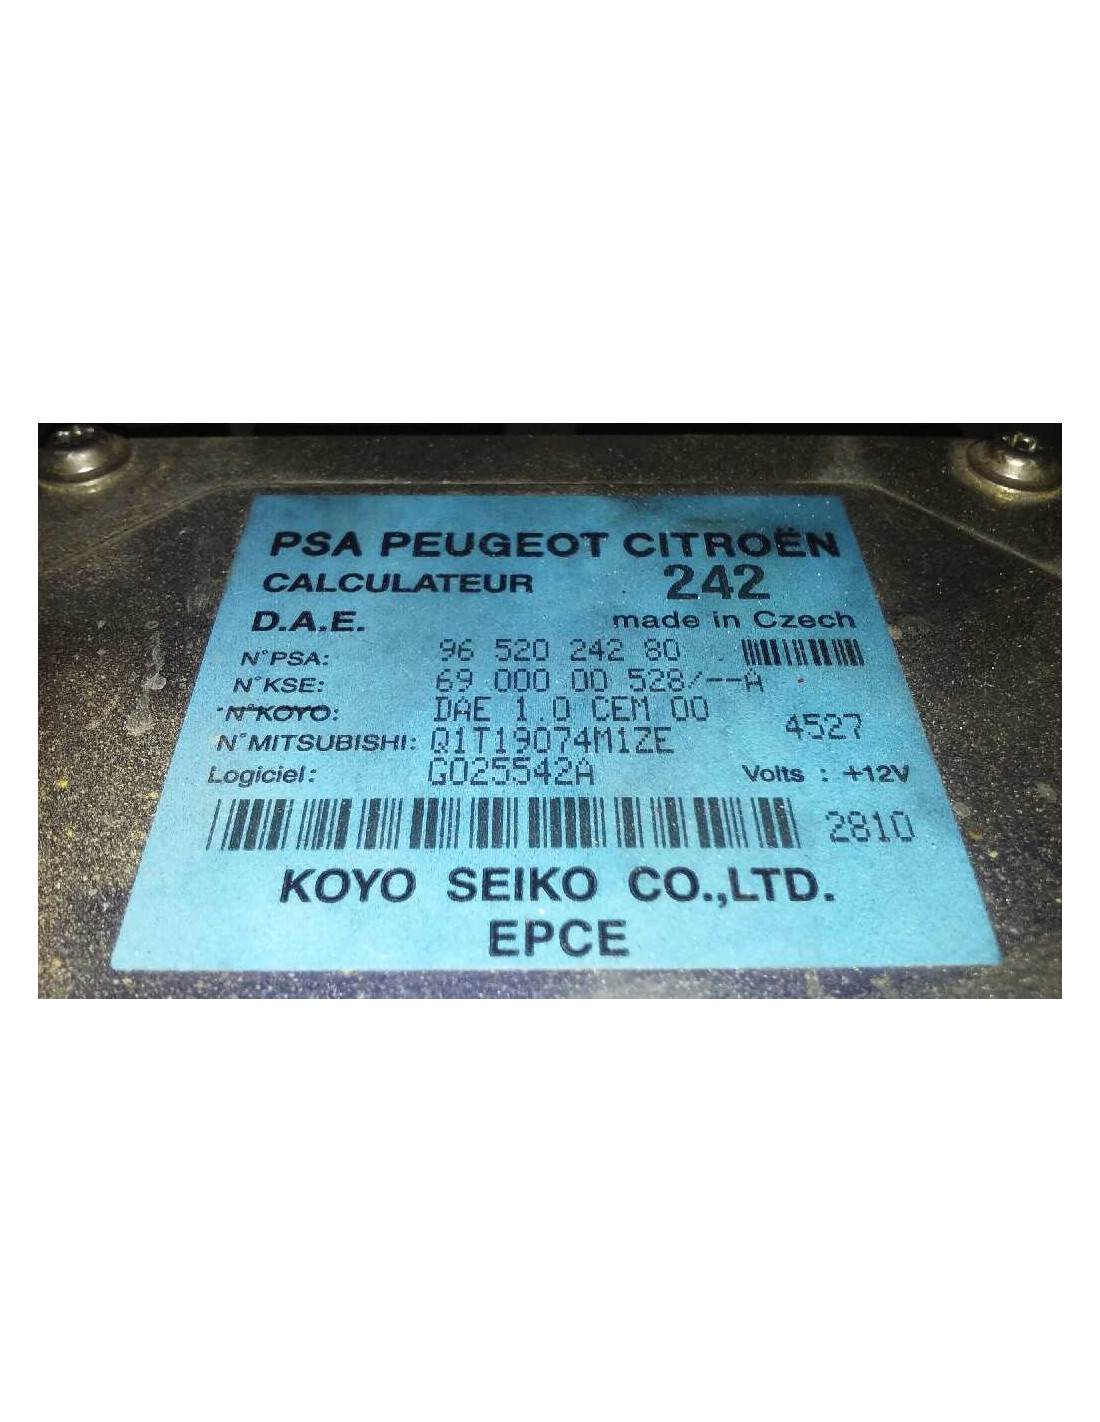 PSA PEUGEOT CITROËN
CALCULATEUR 242
D.A.E. made in Czech
N°PSA: 96 520 242 80
N°KSE: 69 000 00 528/--A
N°KOYO: DAE 1.0 CEM 00
4527
N°MITSUBISHI: Q1T19074M1ZE
Logiciel: G025542A Volts : +12V
2810
KOYO SEIKO CO.,LTD.
EPCE